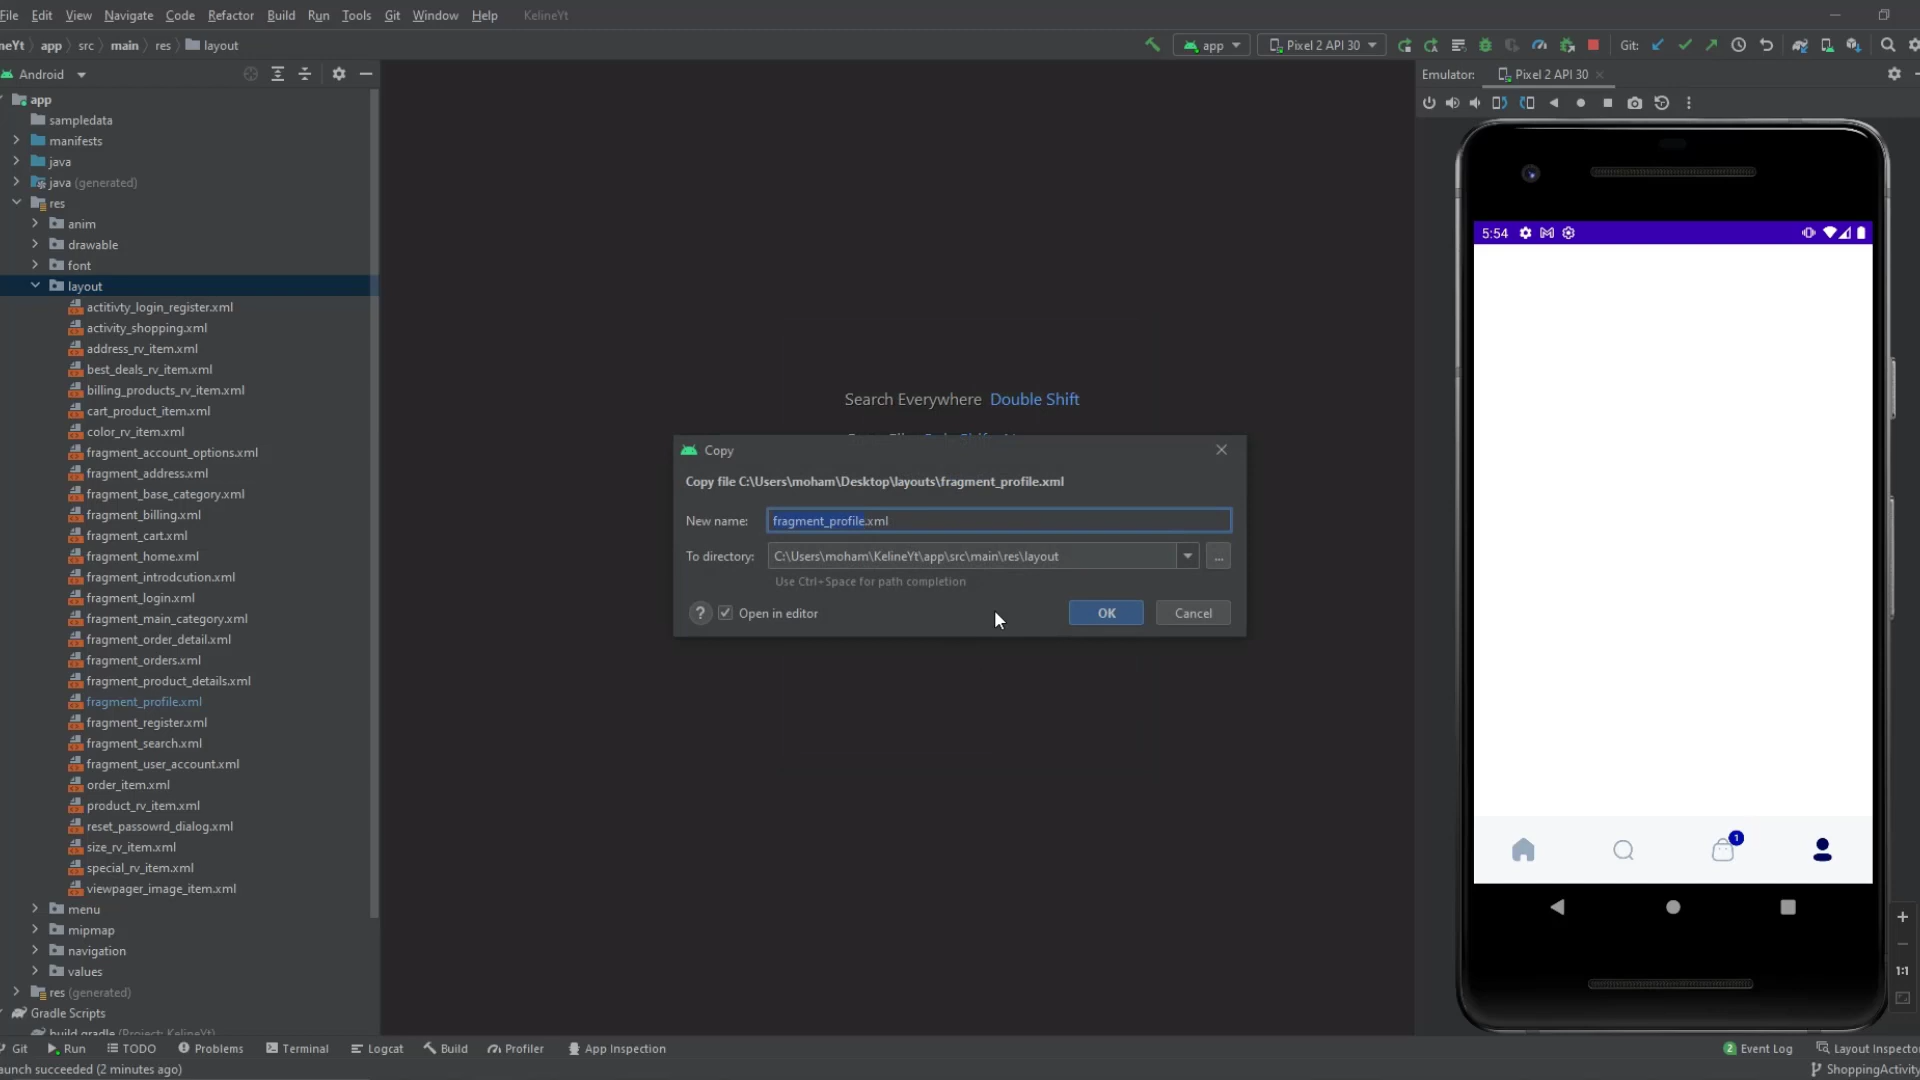 File Edit View Navigate Code Refactor Build Run Tools Git Window Help KelineYt
neYt app src main res layout
app Pixel 2 API 30 Git:
Android
Emulator: Pixel 2 API 30
app
sampledata
manifests
java
java (generated)
res
anim
drawable
font
layout
actitivty_login_register.xml
activity_shopping.xml
address_rv_item.xml
best_deals_rv_item.xml
billing_products_rv_item.xml
cart_product_item.xml
color_rv_item.xml
fragment_account_options.xml
fragment_address.xml
fragment_base_category.xml
fragment_billing.xml
fragment_cart.xml
fragment_home.xml
fragment_introdcution.xml
fragment_login.xml
fragment_main_category.xml
fragment_order_detail.xml
fragment_orders.xml
fragment_product_details.xml
fragment_profile.xml
fragment_register.xml
fragment_search.xml
fragment_user_account.xml
order_item.xml
product_rv_item.xml
reset_passowrd_dialog.xml
size_rv_item.xml
special_rv_item.xml
viewpager_image_item.xml
menu
mipmap
navigation
values
res (generated)
Gradle Scripts
build.gradle (Project: KelineYt)
Search Everywhere Double Shift
Copy
Copy file C:\Users\moham\Desktop\layouts\fragment_profile.xml
New name: fragment_profile.xml
To directory: C:\Users\moham\KelineYt\app\src\main\res\layout
...
Use Ctrl+Space for path completion
? Open in editor OK Cancel
5:54
1
1:1
Git Run TODO Problems Terminal Logcat Build Profiler App Inspection
2 Event Log Layout Inspector
aunch succeeded (2 minutes ago)
ShoppingActivity